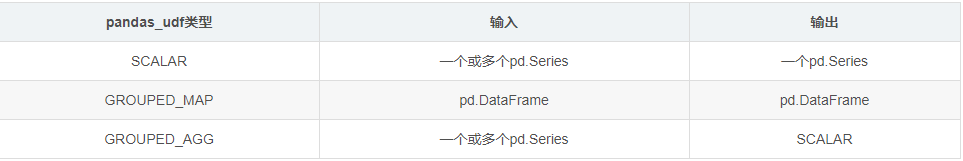 pandas_udf类型 输入 输出
SCALAR 一个或多个pd.Series 一个pd.Series
GROUPED_MAP pd.DataFrame pd.DataFrame
GROUPED_AGG 一个或多个pd.Series SCALAR